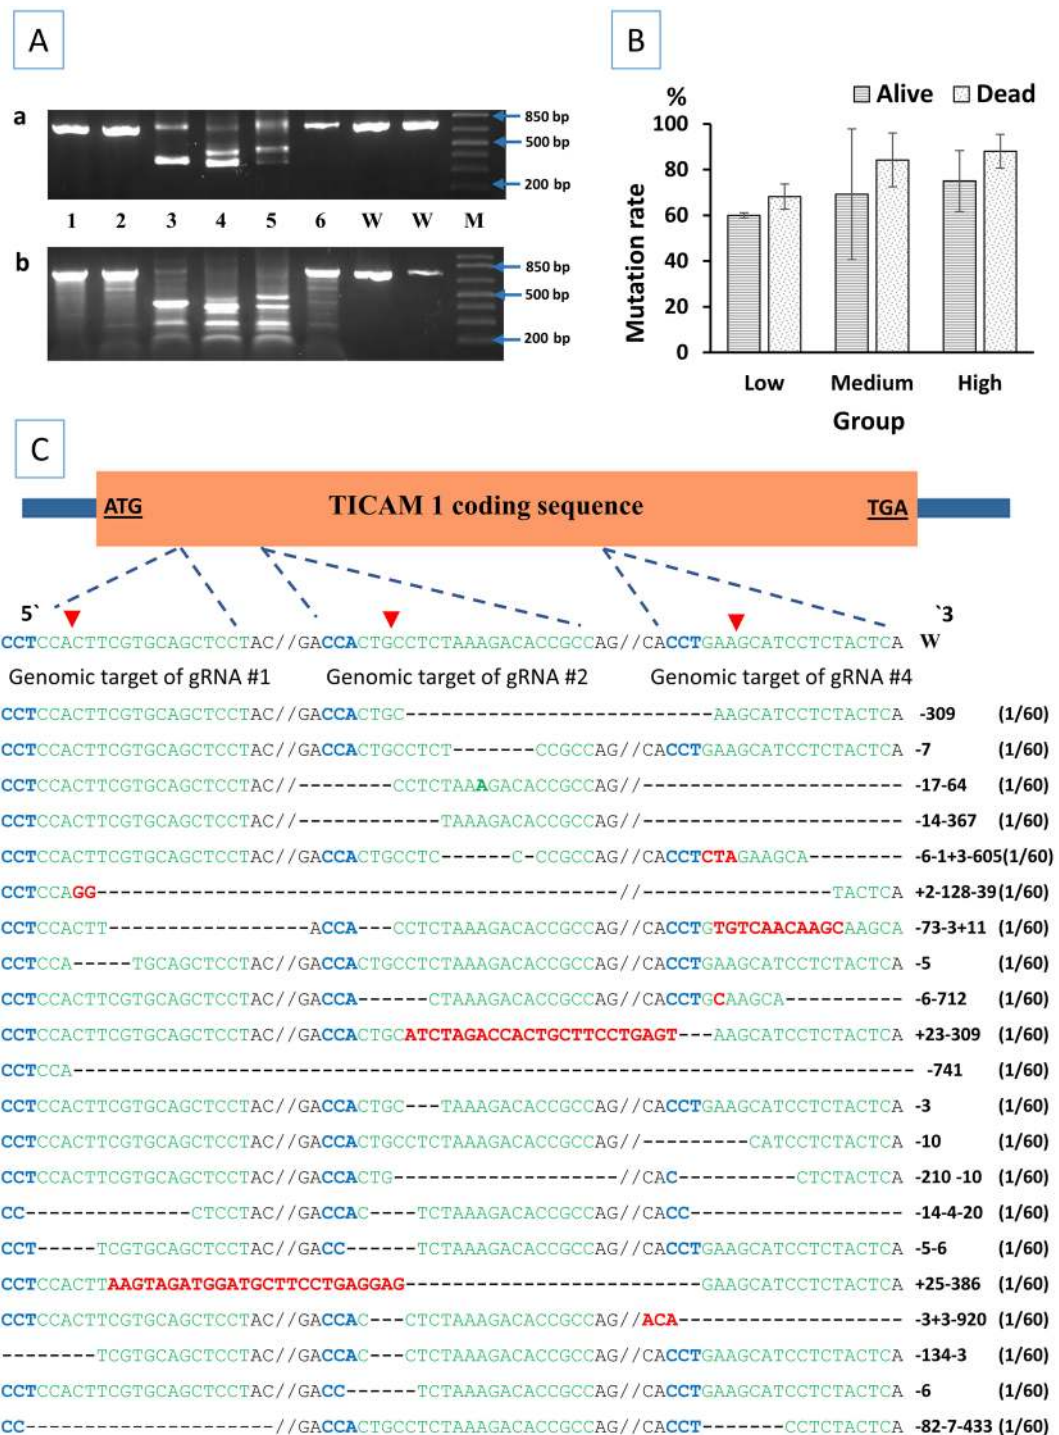 A
a
850 bp
500 bp
200 bp
1 2 3 4 5 6 W W M
b
850 bp
500 bp
200 bp
B
%
Alive Dead
100
80
60
40
20
0
Mutation rate
Low Medium High
Group
C
ATG TICAM 1 coding sequence TGA
5` `3
CCTCCACTTCGTGCAGCTCCTAC//GACCACTGCCTCTAAAGACACCGCCAG//CACCTGAAGCATCCTCTACTCA W
Genomic target of gRNA #1 Genomic target of gRNA #2 Genomic target of gRNA #4
CCTCCACTTCGTGCAGCTCCTAC//GACCACTGC--------------------------AAGCATCCTCTACTCA -309 (1/60)
CCTCCACTTCGTGCAGCTCCTAC//GACCACTGCCTCT-------CCGCCAG//CACCTGAAGCATCCTCTACTCA -7 (1/60)
CCTCCACTTCGTGCAGCTCCTAC//--------CCTCTAAAGACACCGCCAG//---------------------- -17-64 (1/60)
CCTCCACTTCGTGCAGCTCCTAC//------------TAAAGACACCGCCAG//---------------------- -14-367 (1/60)
CCTCCACTTCGTGCAGCTCCTAC//GACCACTGCCTC------C-CCGCCAG//CACCTCTAGAAGCA-------- -6-1+3-605(1/60)
CCTCCAGG--------------------------------------------//-----------------TACTCA +2-128-39(1/60)
CCTCCACTT-----------------ACCA---CCTCTAAAGACACCGCCAG//CACCTGTGTCAACAAGCAAGCA -73-3+11 (1/60)
CCTCCA-----TGCAGCTCCTAC//GACCACTGCCTCTAAAGACACCGCCAG//CACCTGAAGCATCCTCTACTCA -5 (1/60)
CCTCCACTTCGTGCAGCTCCTAC//GACCA------CTAAAGACACCGCCAG//CACCTGCAAGCA---------- -6-712 (1/60)
CCTCCACTTCGTGCAGCTCCTAC//GACCACTGCATCTAGACCACTGCTTCCTGAGT---AAGCATCCTCTACTCA +23-309 (1/60)
CCTCCA----------------------------------------------------------------------- -741 (1/60)
CCTCCACTTCGTGCAGCTCCTAC//GACCACTGC---TAAAGACACCGCCAG//CACCTGAAGCATCCTCTACTCA -3 (1/60)
CCTCCACTTCGTGCAGCTCCTAC//GACCACTGCCTCTAAAGACACCGCCAG//---------CATCCTCTACTCA -10 (1/60)
CCTCCACTTCGTGCAGCTCCTAC//GACCACTG-------------------//CAC----------CTCTACTCA -210 -10 (1/60)
CC--------------CTCCTAC//GACCAC----TCTAAAGACACCGCCAG//CACC------------------ -14-4-20 (1/60)
CCT-----TCGTGCAGCTCCTAC//GACC------TCTAAAGACACCGCCAG//CACCTGAAGCATCCTCTACTCA -5-6 (1/60)
CCTCCACTTAAGTAGATGGATGCTTCCTGAGGAG-------------------------GAAGCATCCTCTACTCA +25-386 (1/60)
CCTCCACTTCGTGCAGCTCCTAC//GACCAC---CTCTAAAGACACCGCCAG//ACA------------------- -3+3-920 (1/60)
--------TCGTGCAGCTCCTAC//GACCAC---CTCTAAAGACACCGCCAG//CACCTGAAGCATCCTCTACTCA -134-3 (1/60)
CCTCCACTTCGTGCAGCTCCTAC//GACC------TCTAAAGACACCGCCAG//CACCTGAAGCATCCTCTACTCA -6 (1/60)
CC---------------------//GACCACTGCCTCTAAAGACACCGCCAG//CACCT-------CCTCTACTCA -82-7-433 (1/60)